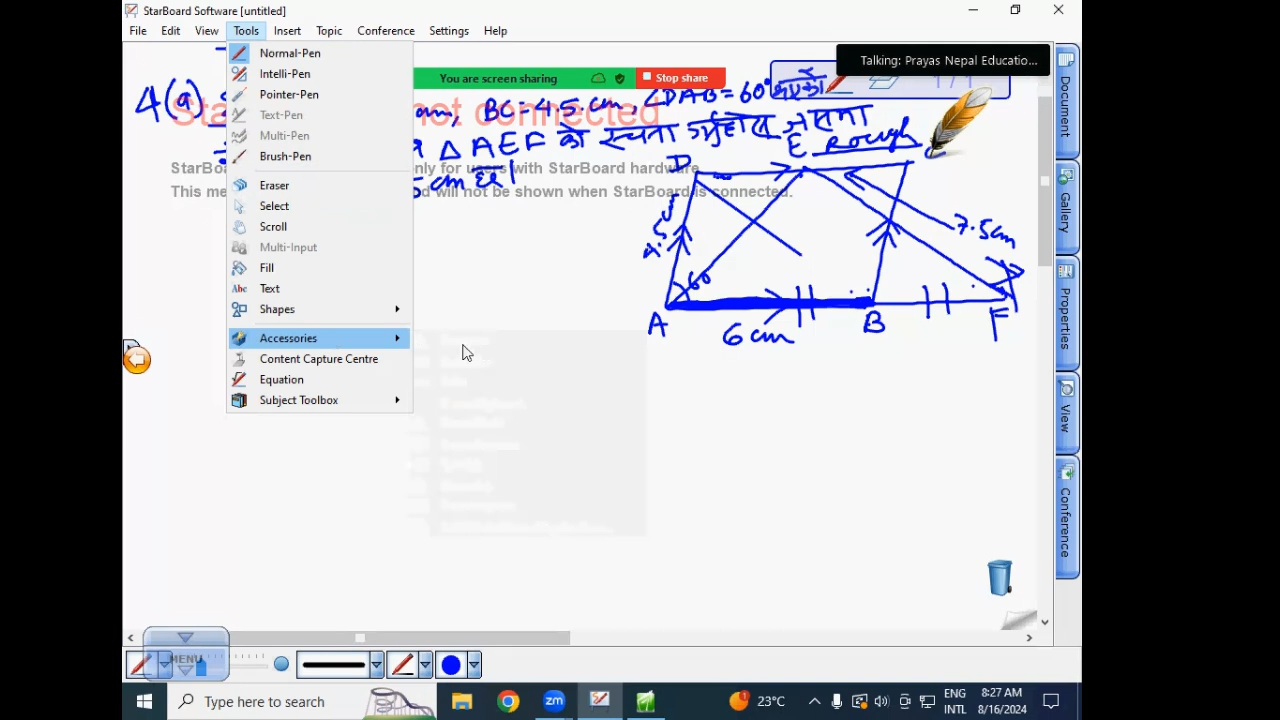 StarBoard Software [untitled]
File Edit View Tools Insert Topic Conference Settings Help
Talking: Prayas Nepal Educatio...
Normal-Pen
Intelli-Pen
Pointer-Pen
Text-Pen
Multi-Pen
Brush-Pen
Eraser
Select
Scroll
Multi-Input
Fill
Text
Shapes
Accessories
Content Capture Centre
Equation
Subject Toolbox
You are screen sharing
Stop share
4(a)
BC = 4.5 cm, ∠DAB = 60°
not connected
Δ AEF को रचना
E Rough
only for users with StarBoard hardware.
cm
This me
ed will not be shown when StarBoard is connected.
D
7.5cm
60
A
6 cm
B
F
Document
Gallery
Properties
View
Conference
MENU
Type here to search
23°C
ENG
INTL
8:27 AM
8/16/2024